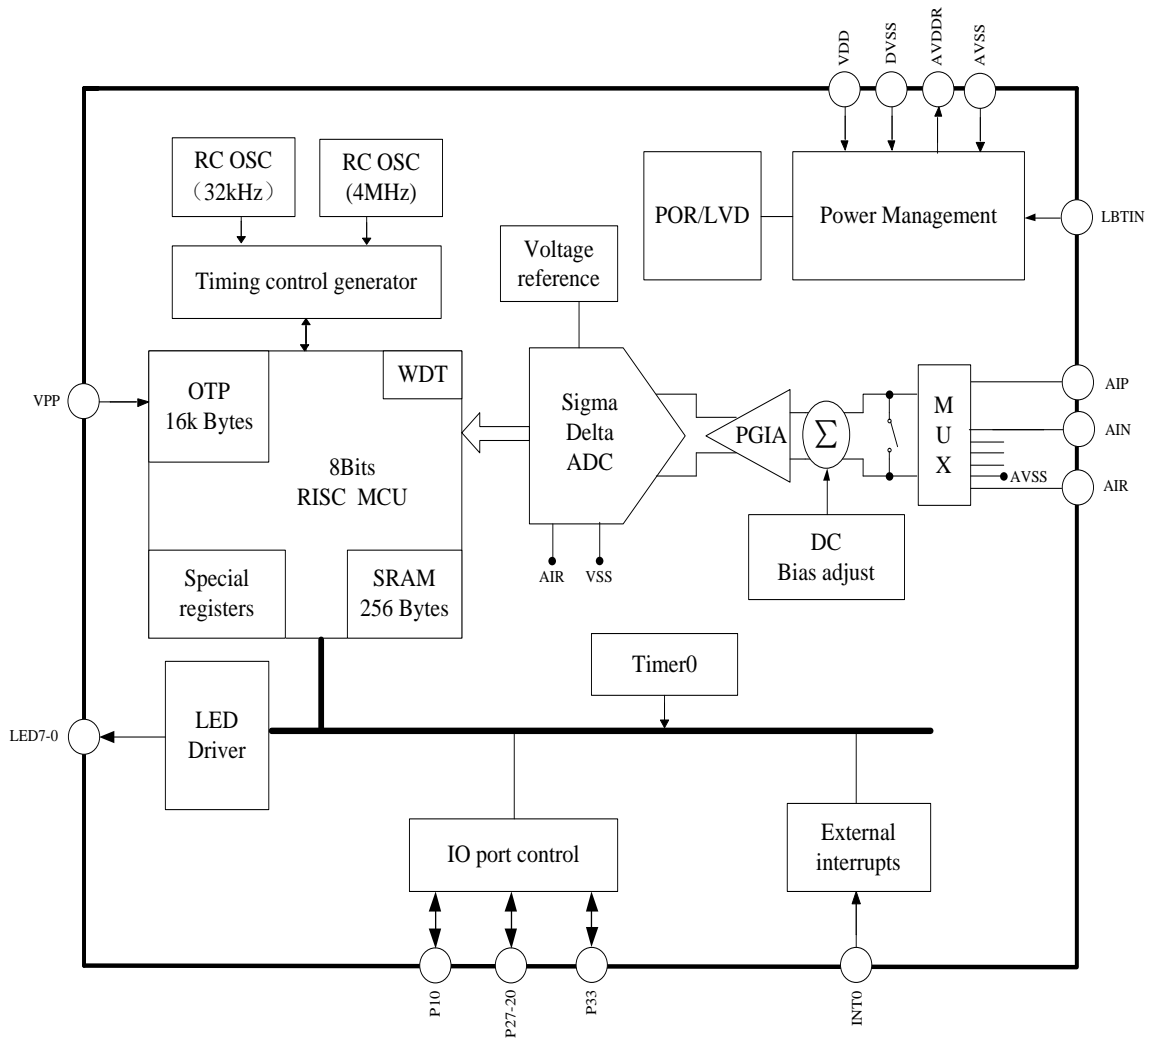 VDD
DVSS
AVDDR
AVSS
RC OSC
（32kHz）
RC OSC
(4MHz)
POR/LVD
Power Management
LBTIN
Timing control generator
Voltage
reference
VPP
OTP
16k Bytes
WDT
8Bits
RISC MCU
Sigma
Delta
ADC
PGIA
Σ
M
U
X
AIP
AIN
AVSS
AIR
AIR
VSS
DC
Bias adjust
Special
registers
SRAM
256 Bytes
Timer0
LED7-0
LED
Driver
IO port control
External
interrupts
P10
P27-20
P33
INT0